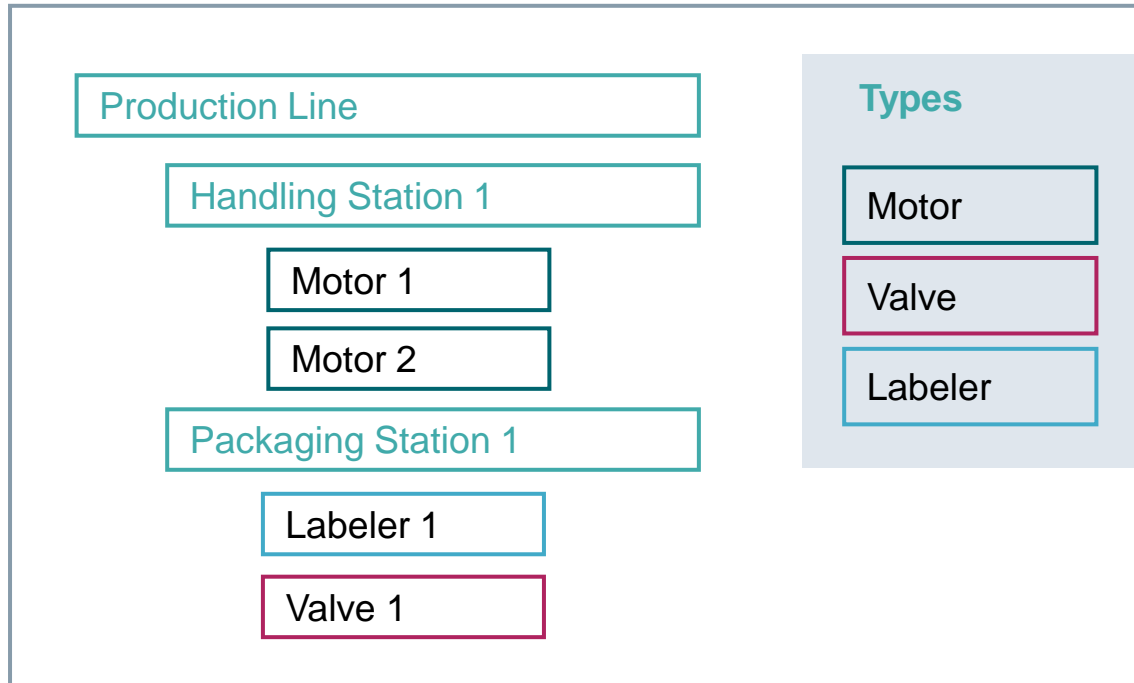 Production Line
Handling Station 1
Motor 1
Motor 2
Packaging Station 1
Labeler 1
Valve 1
Types
Motor
Valve
Labeler